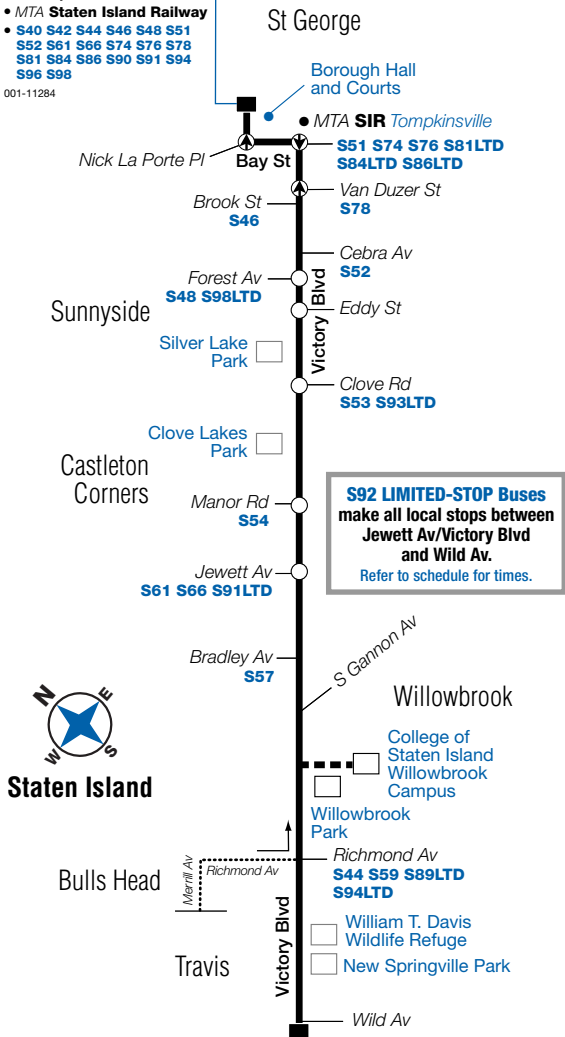 • MTA Staten Island Railway
• S40 S42 S44 S46 S48 S51
S52 S61 S66 S74 S76 S78
S81 S84 S86 S90 S91 S94
S96 S98
001-11284
St George
Borough Hall
and Courts
• MTA SIR Tompkinsville
S51 S74 S76 S81LTD
S84LTD S86LTD
Nick La Porte Pl
Bay St
Van Duzer St
S78
Brook St
S46
Cebra Av
S52
Forest Av
S48 S98LTD
Victory Blvd
Eddy St
Sunnyside
Silver Lake
Park
Clove Rd
S53 S93LTD
Clove Lakes
Park
Castleton
Corners
Manor Rd
S54
S92 LIMITED-STOP Buses
make all local stops between
Jewett Av/Victory Blvd
and Wild Av.
Refer to schedule for times.
Jewett Av
S61 S66 S91LTD
Bradley Av
S57
S Gannon Av
Willowbrook
N
E
W
S
Staten Island
College of
Staten Island
Willowbrook
Campus
Willowbrook
Park
Richmond Av
S44 S59 S89LTD
S94LTD
Bulls Head
Merrill Av
Richmond Av
Victory Blvd
William T. Davis
Wildlife Refuge
New Springville Park
Travis
Wild Av